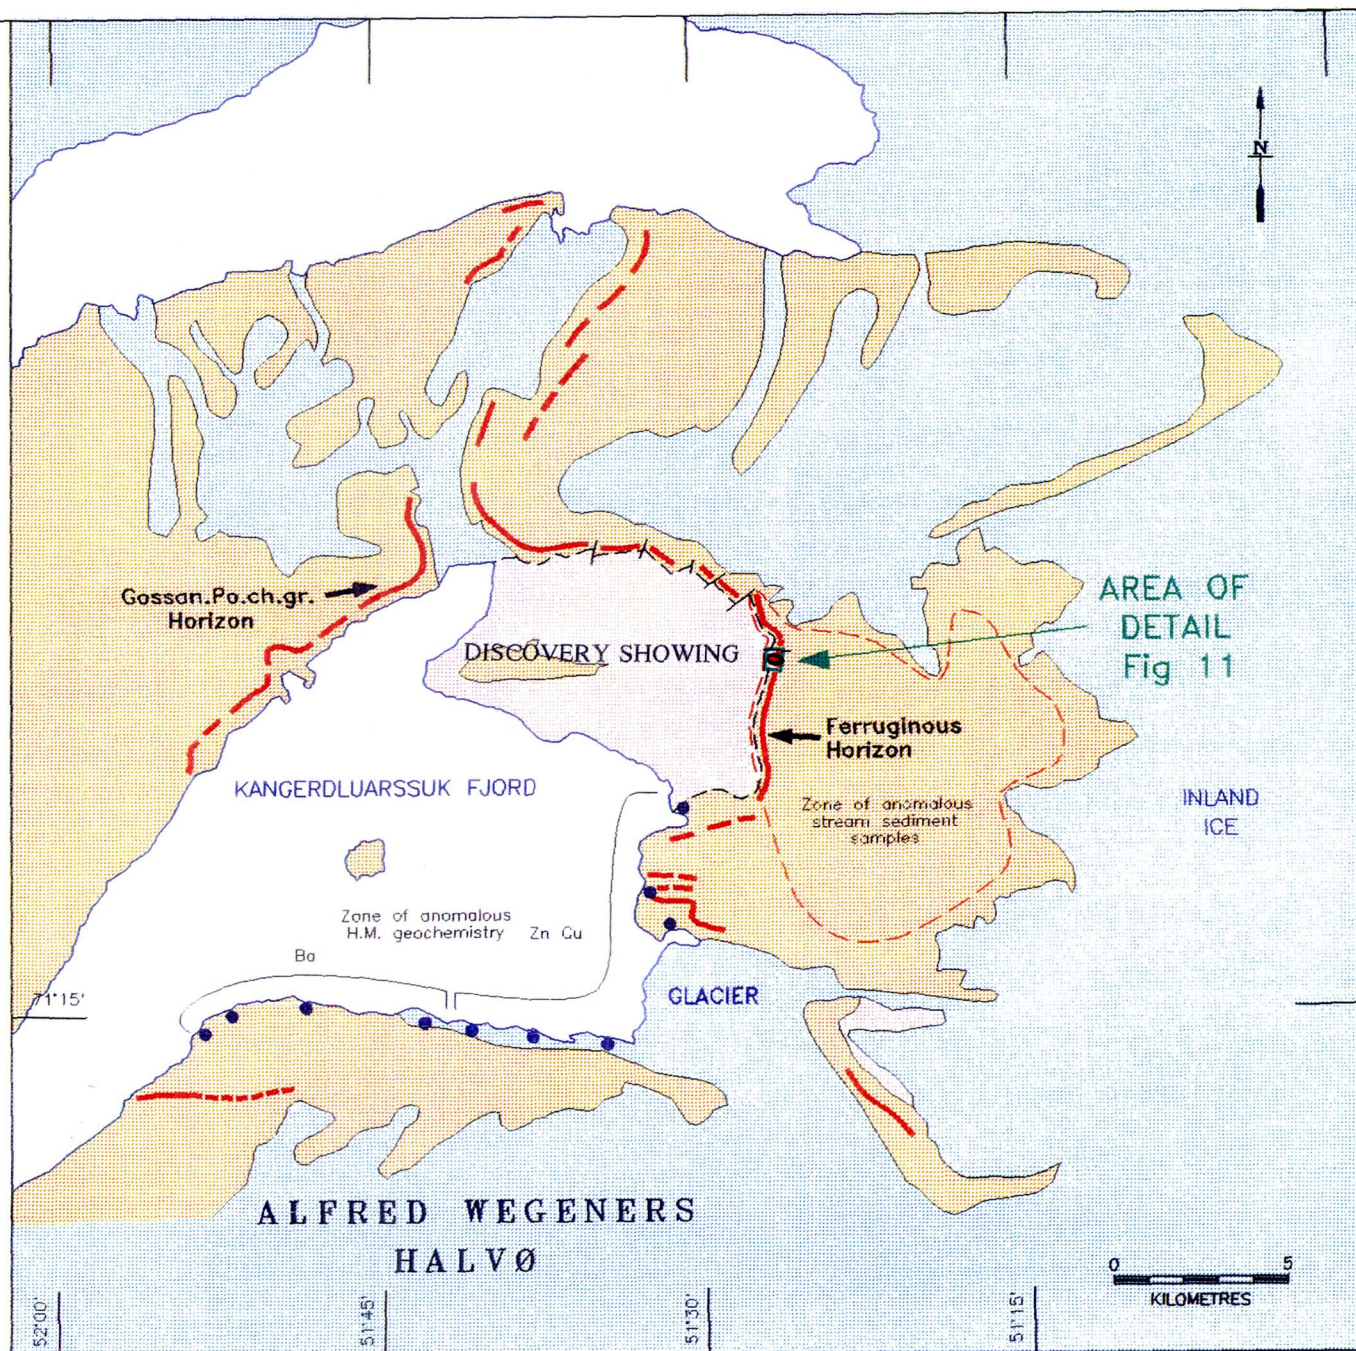 N
Gossan.Po.ch.gr.
Horizon
AREA OF
DETAIL
Fig 11
DISCOVERY SHOWING
Ferruginous
Horizon
KANGERDLUARSSUK FJORD
Zone of anomalous
stream sediment
samples
INLAND
ICE
Zone of anomalous
H.M. geochemistry Zn Cu
Ba
71°15'
GLACIER
ALFRED WEGENERS
HALVØ
0 5
KILOMETRES
52°00'
51°45'
51°30'
51°15'